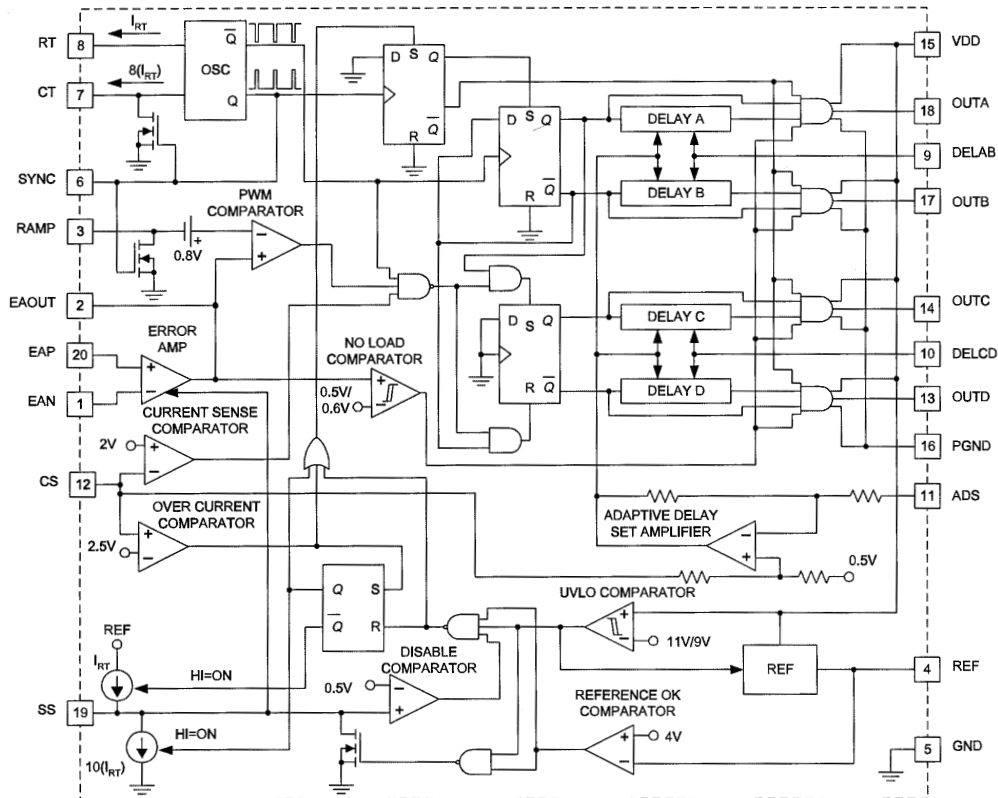 RT 8
I_RT
Q̅
OSC
Q
CT 7
8(I_RT)
SYNC 6
RAMP 3
0.8V
+
PWM
COMPARATOR
−
+
EAOUT 2
ERROR
AMP
EAP 20
+
EAN 1
−
NO LOAD
COMPARATOR
0.5V/
0.6V
+
−
CURRENT SENSE
COMPARATOR
2V
+
−
CS 12
OVER CURRENT
COMPARATOR
2.5V
+
−
D S Q
R Q̅
D S Q
R Q̅
D S Q
R Q̅
DELAY A
DELAY B
DELAY C
DELAY D
15 VDD
18 OUTA
9 DELAB
17 OUTB
14 OUTC
10 DELCD
13 OUTD
16 PGND
11 ADS
ADAPTIVE DELAY
SET AMPLIFIER
−
+
0.5V
Q S
Q̅ R
UVLO COMPARATOR
+
−
11V/9V
REF
I_RT
HI=ON
DISABLE
COMPARATOR
0.5V
−
+
REF
4 REF
SS 19
HI=ON
10(I_RT)
REFERENCE OK
COMPARATOR
+
4V
−
5 GND